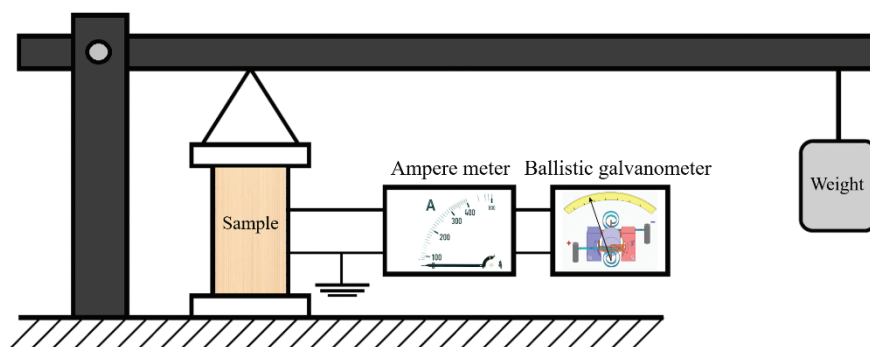 Ampere meter
Ballistic galvanometer
Weight
Sample
A
100
200
300
400
+
-